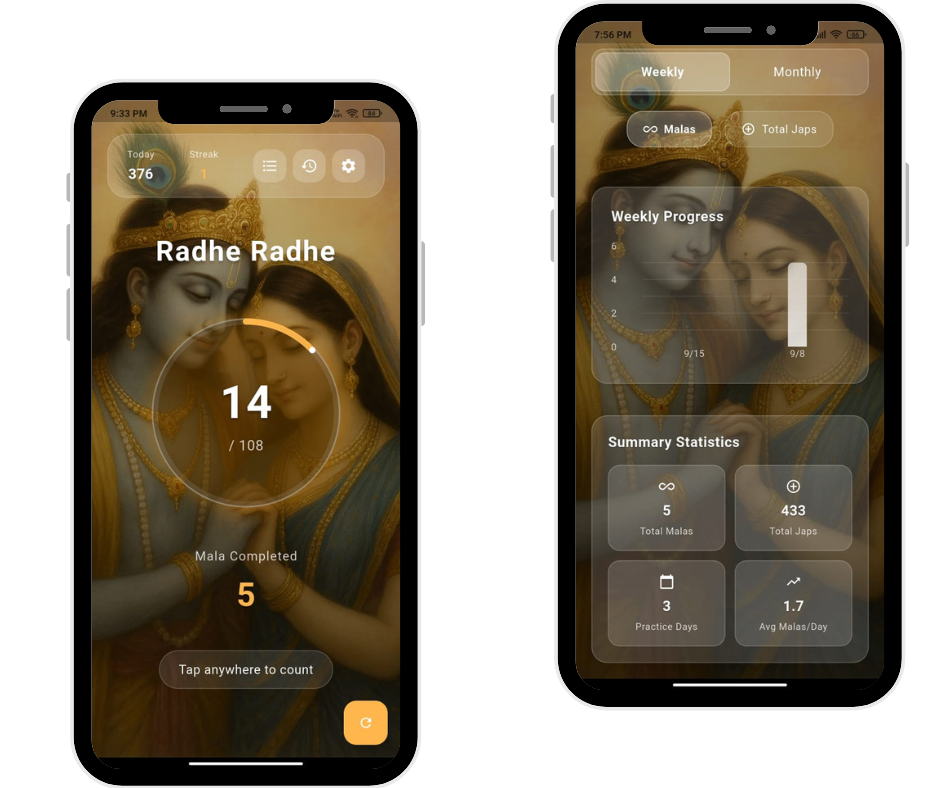 9:33 PM
Today
Streak
376
1
Radhe Radhe
14
/ 108
Mala Completed
5
Tap anywhere to count
7:56 PM
86
Weekly
Monthly
Malas
Total Japs
Weekly Progress
6
4
2
0
9/15
9/8
Summary Statistics
5
433
Total Malas
Total Japs
3
1.7
Practice Days
Avg Malas/Day